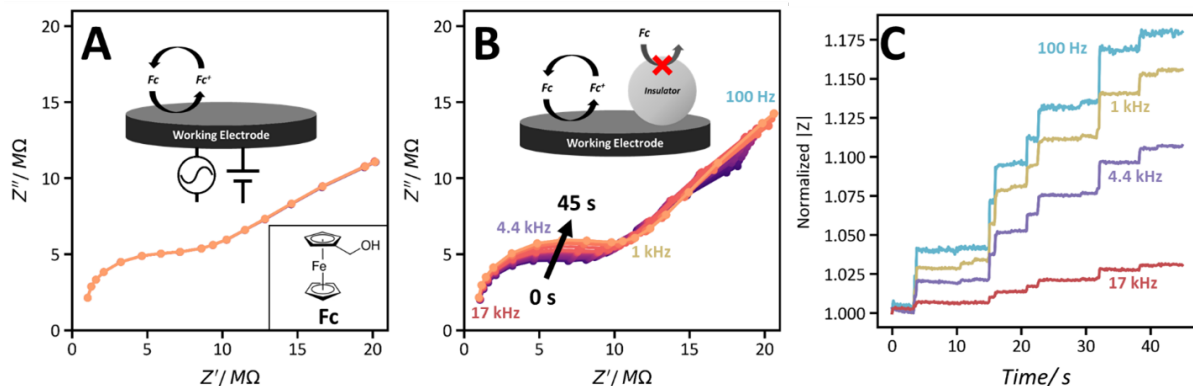 A
Fc
Fc⁺
Working Electrode
OH
Fe
Fc
Z''/ MΩ
20
15
10
5
0
0
5
10
15
20
Z'/ MΩ
B
Fc
Fc
Fc⁺
Insulator
Working Electrode
100 Hz
45 s
4.4 kHz
1 kHz
17 kHz
0 s
Z''/ MΩ
20
15
10
5
0
0
5
10
15
20
Z'/ MΩ
C
100 Hz
1 kHz
4.4 kHz
17 kHz
Normalized |Z|
1.175
1.150
1.125
1.100
1.075
1.050
1.025
1.000
0
10
20
30
40
Time/ s